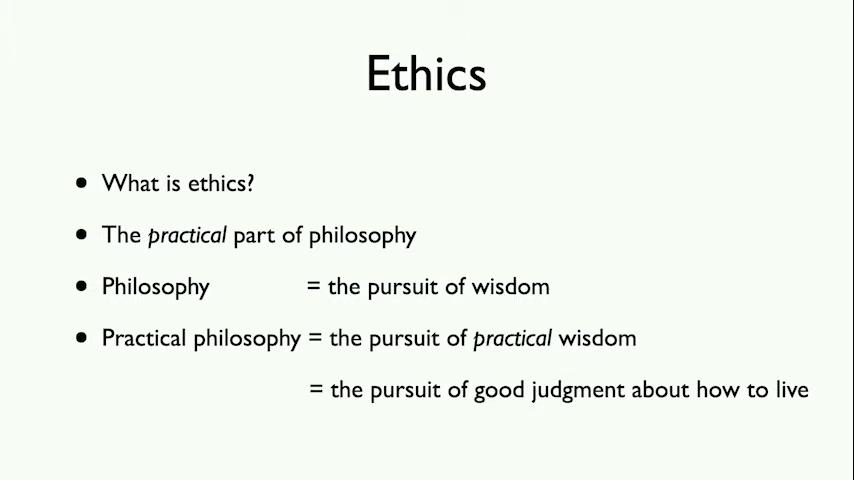 Ethics
• What is ethics?
• The practical part of philosophy
• Philosophy = the pursuit of wisdom
• Practical philosophy = the pursuit of practical wisdom
= the pursuit of good judgment about how to live